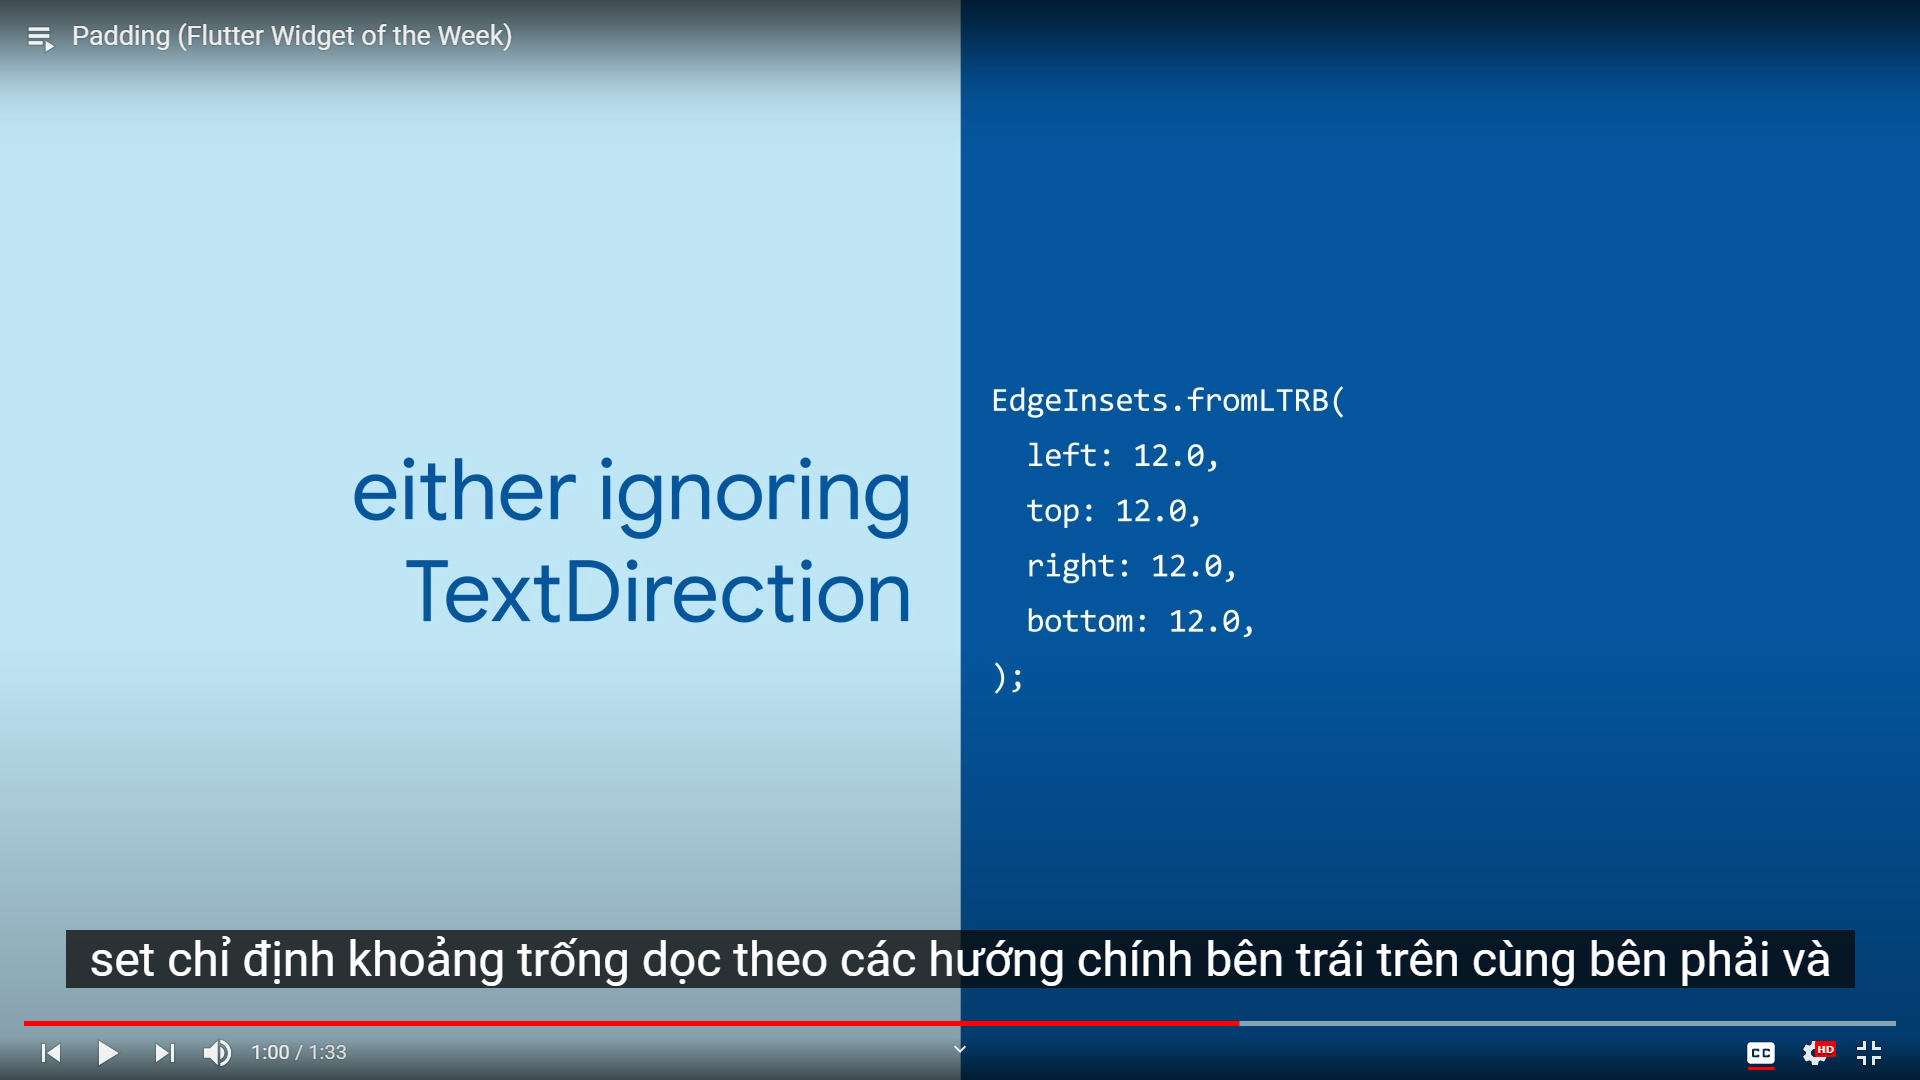 Padding (Flutter Widget of the Week)
either ignoring
TextDirection
EdgeInsets.fromLTRB(
left: 12.0,
top: 12.0,
right: 12.0,
bottom: 12.0,
);
set chỉ định khoảng trống dọc theo các hướng chính bên trái trên cùng bên phải và
1:00 / 1:33
CC
HD